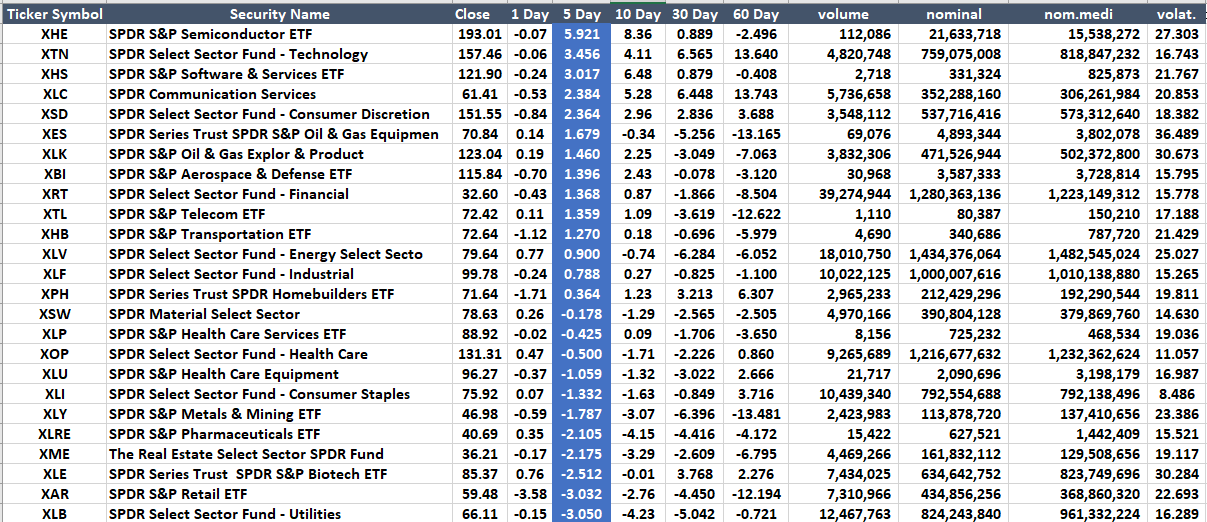 Ticker Symbol Security Name Close 1 Day 5 Day 10 Day 30 Day 60 Day volume nominal nom.medi volat.
XHE SPDR S&P Semiconductor ETF 193.01 -0.07 5.921 8.36 0.889 -2.496 112,086 21,633,718 15,538,272 27.303
XTN SPDR Select Sector Fund - Technology 157.46 -0.06 3.456 4.11 6.565 13.640 4,820,748 759,075,008 818,847,232 16.743
XHS SPDR S&P Software & Services ETF 121.90 -0.24 3.017 6.48 0.879 -0.408 2,718 331,324 825,873 21.767
XLC SPDR Communication Services 61.41 -0.53 2.384 5.28 6.448 13.743 5,736,658 352,288,160 306,261,984 20.853
XSD SPDR Select Sector Fund - Consumer Discretion 151.55 -0.84 2.364 2.96 2.836 3.688 3,548,112 537,716,416 573,312,640 18.382
XES SPDR Series Trust SPDR S&P Oil & Gas Equipmen 70.84 0.14 1.679 -0.34 -5.256 -13.165 69,076 4,893,344 3,802,078 36.489
XLK SPDR S&P Oil & Gas Explor & Product 123.04 0.19 1.460 2.25 -3.049 -7.063 3,832,306 471,526,944 502,372,800 30.673
XBI SPDR S&P Aerospace & Defense ETF 115.84 -0.70 1.396 2.43 -0.078 -3.120 30,968 3,587,333 3,728,814 15.795
XRT SPDR Select Sector Fund - Financial 32.60 -0.43 1.368 0.87 -1.866 -8.504 39,274,944 1,280,363,136 1,223,149,312 15.778
XTL SPDR S&P Telecom ETF 72.42 0.11 1.359 1.09 -3.619 -12.622 1,110 80,387 150,210 17.188
XHB SPDR S&P Transportation ETF 72.64 -1.12 1.270 0.18 -0.696 -5.979 4,690 340,686 787,720 21.429
XLV SPDR Select Sector Fund - Energy Select Secto 79.64 0.77 0.900 -0.74 -6.284 -6.052 18,010,750 1,434,376,064 1,482,545,024 25.027
XLF SPDR Select Sector Fund - Industrial 99.78 -0.24 0.788 0.27 -0.825 -1.100 10,022,125 1,000,007,616 1,010,138,880 15.265
XPH SPDR Series Trust SPDR Homebuilders ETF 71.64 -1.71 0.364 1.23 3.213 6.307 2,965,233 212,429,296 192,290,544 19.811
XSW SPDR Material Select Sector 78.63 0.26 -0.178 -1.29 -2.565 -2.505 4,970,166 390,804,128 379,869,760 14.630
XLP SPDR S&P Health Care Services ETF 88.92 -0.02 -0.425 0.09 -1.706 -3.650 8,156 725,232 468,534 19.036
XOP SPDR Select Sector Fund - Health Care 131.31 0.47 -0.500 -1.71 -2.226 0.860 9,265,689 1,216,677,632 1,232,362,624 11.057
XLU SPDR S&P Health Care Equipment 96.27 -0.37 -1.059 -1.32 -3.022 2.666 21,717 2,090,696 3,198,179 16.987
XLI SPDR Select Sector Fund - Consumer Staples 75.92 0.07 -1.332 -1.63 -0.849 3.716 10,439,340 792,554,688 792,138,496 8.486
XLY SPDR S&P Metals & Mining ETF 46.98 -0.59 -1.787 -3.07 -6.396 -13.481 2,423,983 113,878,720 137,410,656 23.386
XLRE SPDR S&P Pharmaceuticals ETF 40.69 0.35 -2.105 -4.15 -4.416 -4.172 15,422 627,521 1,442,409 15.521
XME The Real Estate Select Sector SPDR Fund 36.21 -0.17 -2.175 -3.29 -2.609 -6.795 4,469,266 161,832,112 129,508,656 19.117
XLE SPDR Series Trust SPDR S&P Biotech ETF 85.37 0.76 -2.512 -0.01 3.768 2.276 7,434,025 634,642,752 823,749,696 30.284
XAR SPDR S&P Retail ETF 59.48 -3.58 -3.032 -2.76 -4.450 -12.194 7,310,966 434,856,256 368,860,320 22.693
XLB SPDR Select Sector Fund - Utilities 66.11 -0.15 -3.050 -4.23 -5.042 -0.721 12,467,763 824,243,840 961,332,224 16.289